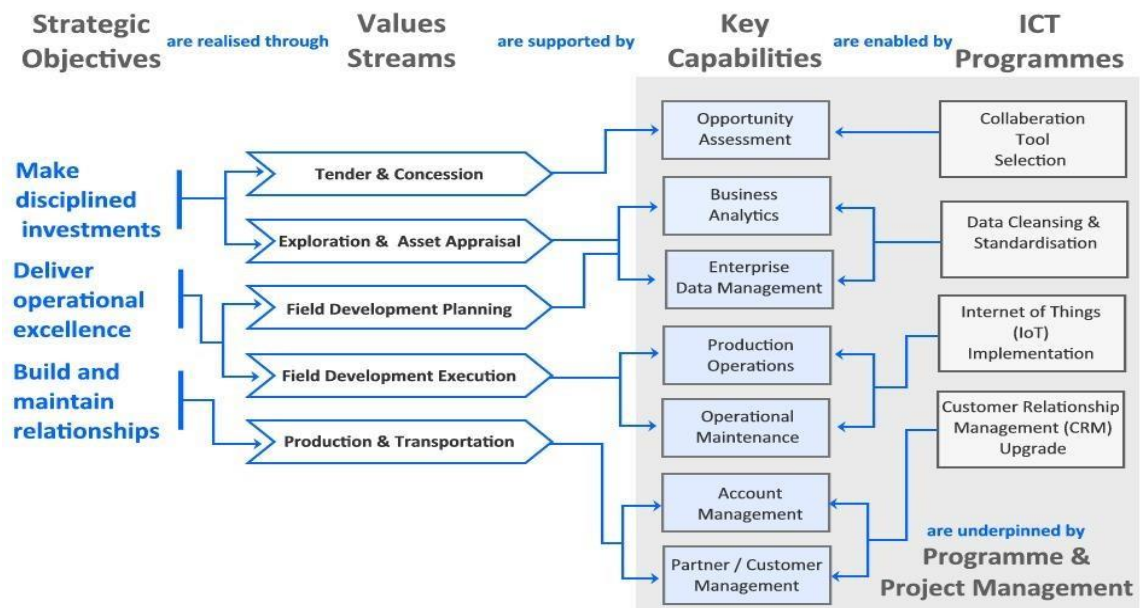 Strategic
Objectives
are realised through
Values
Streams
are supported by
Key
Capabilities
are enabled by
ICT
Programmes
Make
disciplined
investments
Deliver
operational
excellence
Build and
maintain
relationships
Tender & Concession
Exploration & Asset Appraisal
Field Development Planning
Field Development Execution
Production & Transportation
Opportunity
Assessment
Business
Analytics
Enterprise
Data Management
Production
Operations
Operational
Maintenance
Account
Management
Partner / Customer
Management
Collaberation
Tool
Selection
Data Cleansing &
Standardisation
Internet of Things
(IoT)
Implementation
Customer Relationship
Management (CRM)
Upgrade
are underpinned by
Programme &
Project Management